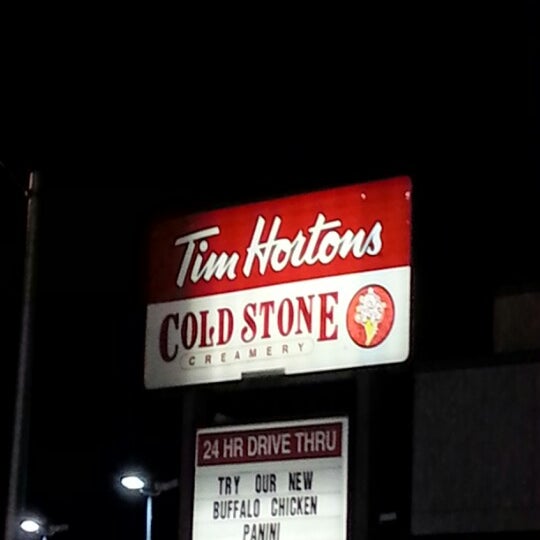 Tim Hortons
COLD STONE
CREAMERY
24 HR DRIVE THRU
TRY OUR NEW
BUFFALO CHICKEN
PANINI